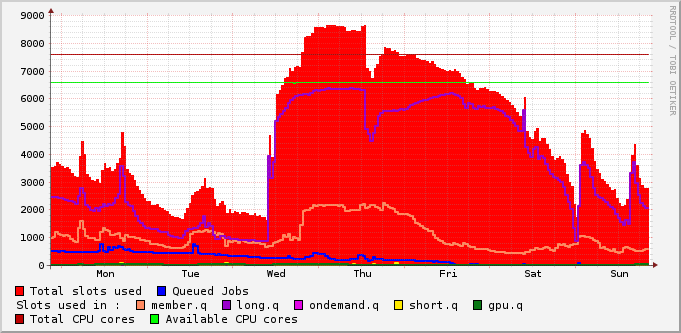 RRDTOOL / TOBI OETIKER
9000
8000
7000
6000
5000
4000
3000
2000
1000
0
Mon Tue Wed Thu Fri Sat Sun
Total slots used Queued Jobs
Slots used in : member.q long.q ondemand.q short.q gpu.q
Total CPU cores Available CPU cores